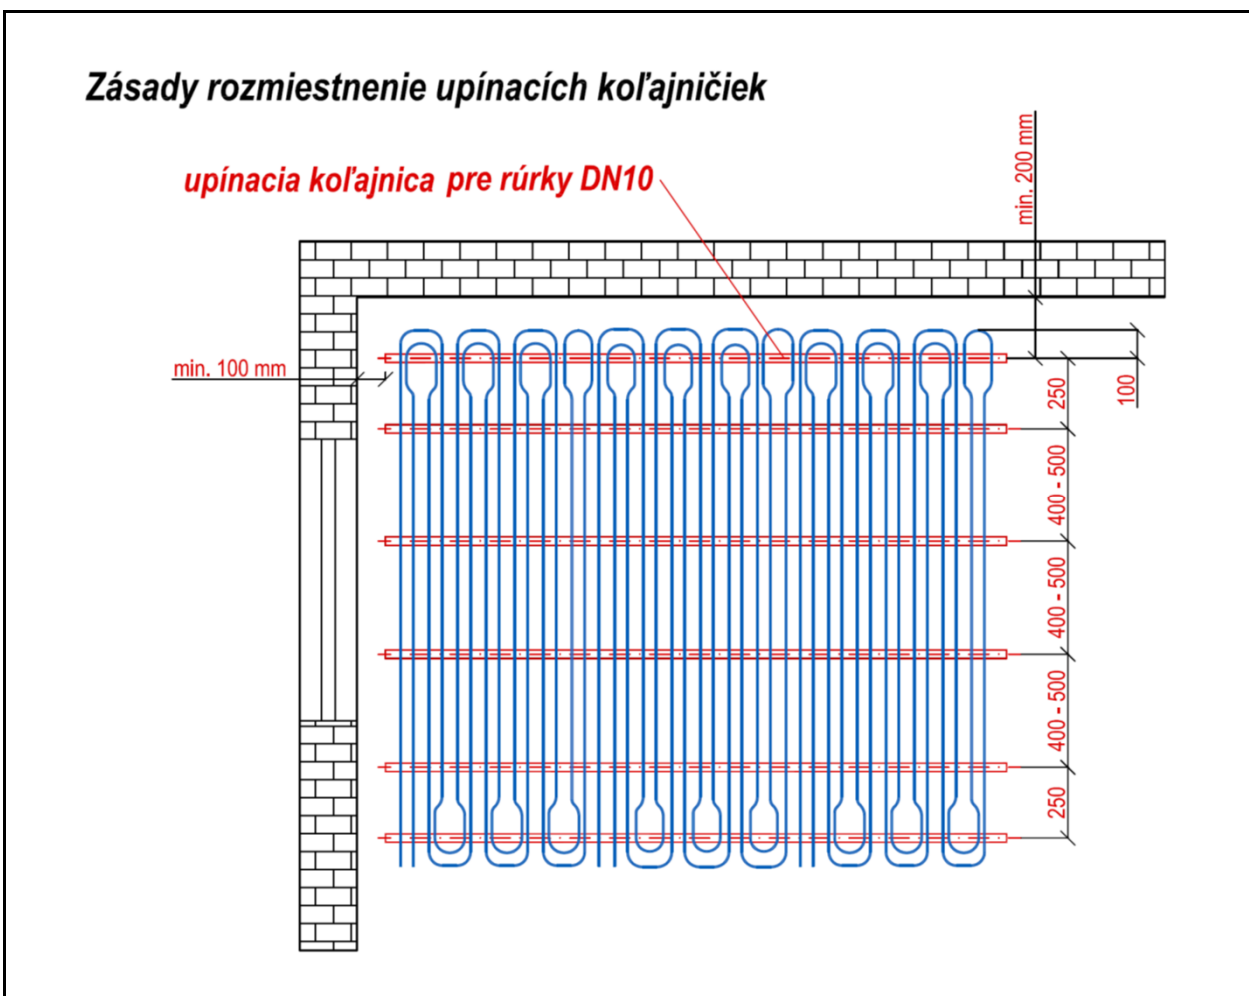 Zásady rozmiestnenie upínacích koľajničiek
upínacia koľajnica pre rúrky DN10
min. 200 mm
min. 100 mm
250
100
400 - 500
400 - 500
400 - 500
250